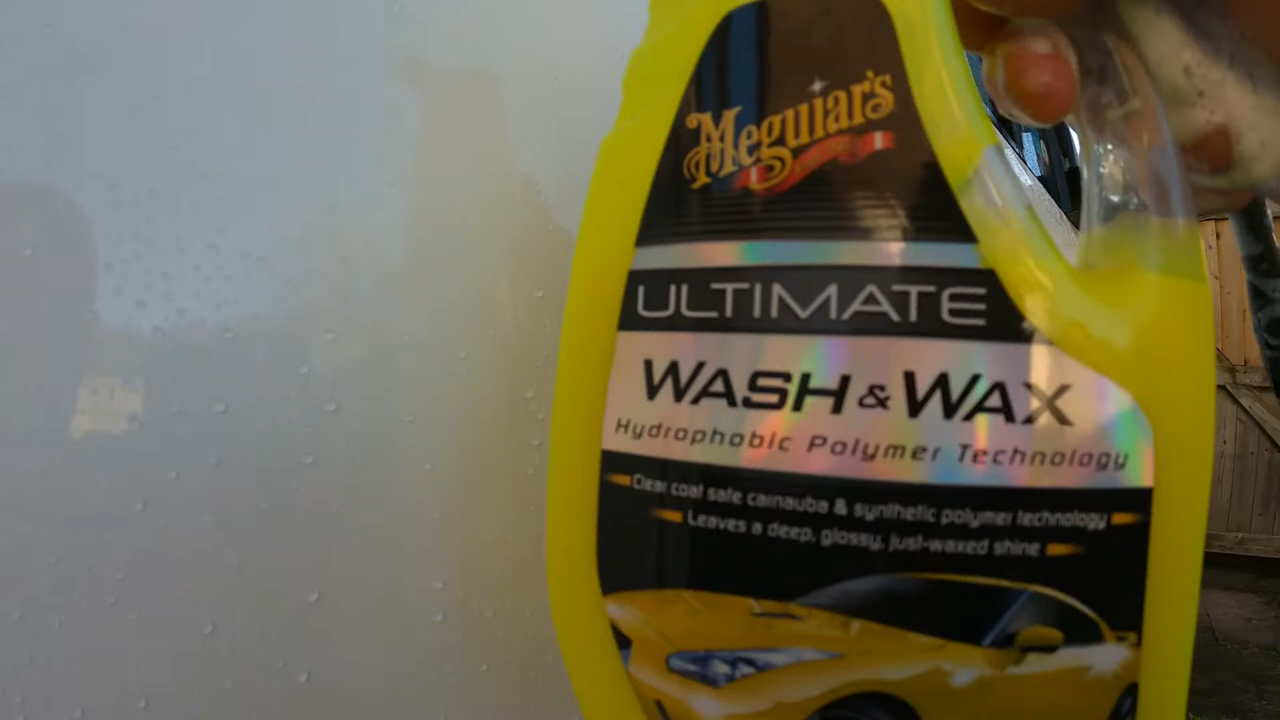 Meguiar's
ULTIMATE
WASH & WAX
Hydrophobic Polymer Technology
Clear coat safe carnauba & synthetic polymer technology
Leaves a deep, glossy, just-waxed shine